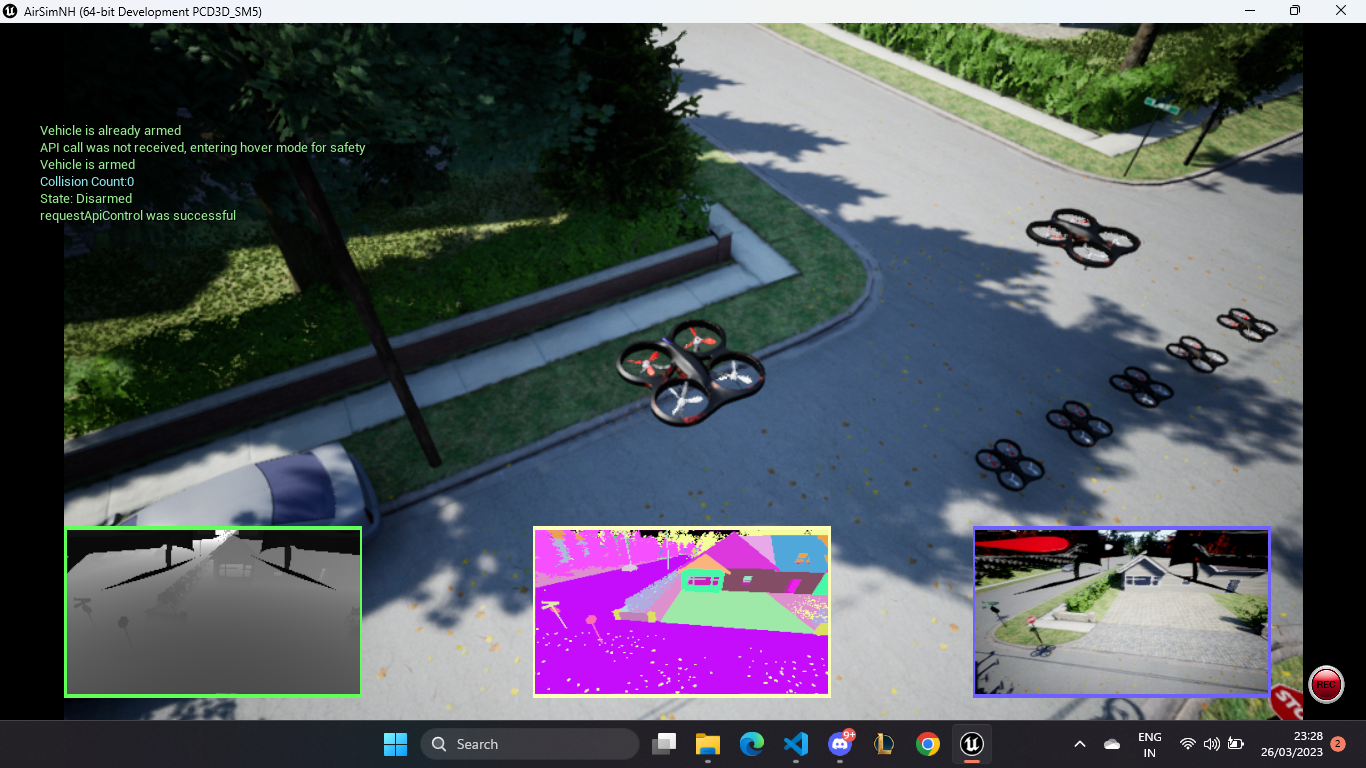 AirSimNH (64-bit Development PCD3D_SM5)
Vehicle is already armed
API call was not received, entering hover mode for safety
Vehicle is armed
Collision Count:0
State: Disarmed
requestApiControl was successful
REC
STO
Search
9+
ENG
IN
23:28
26/03/2023
2